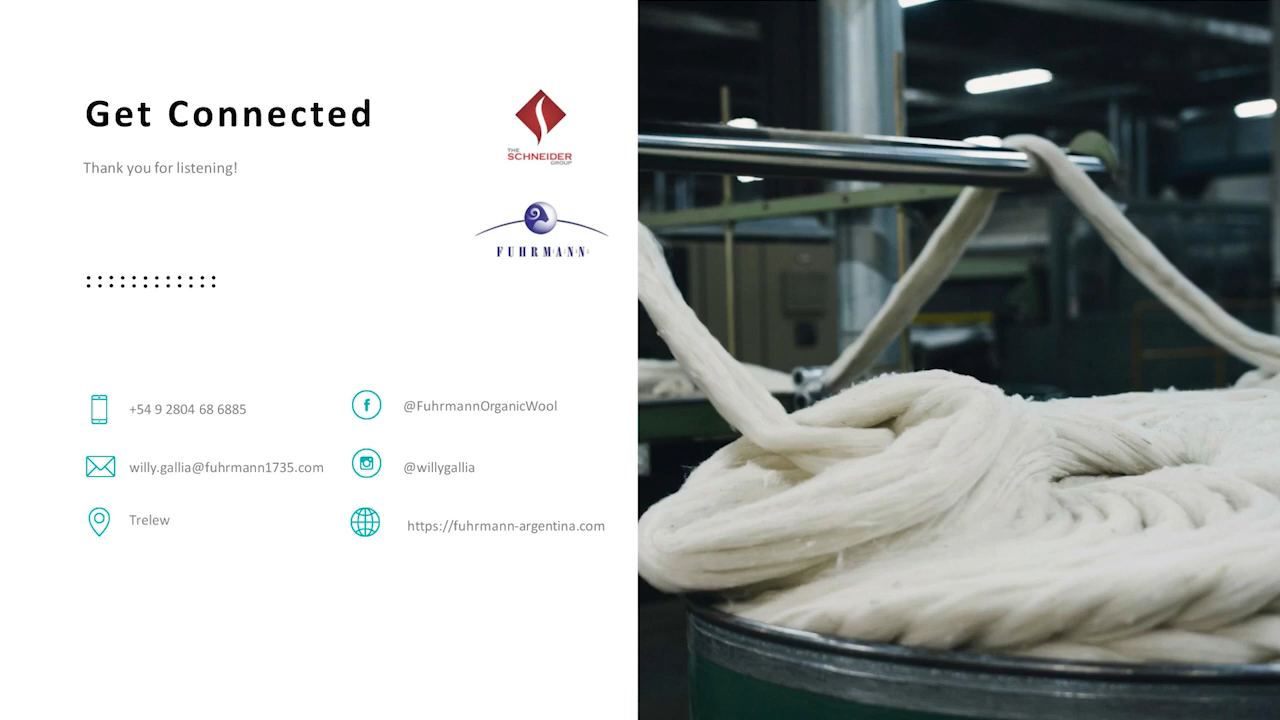 Get Connected
Thank you for listening!
THE
SCHNEIDER
GROUP
FUHRMANN
+54 9 2804 68 6885
@FuhrmannOrganicWool
willy.gallia@fuhrmann1735.com
@willygallia
Trelew
https://fuhrmann-argentina.com